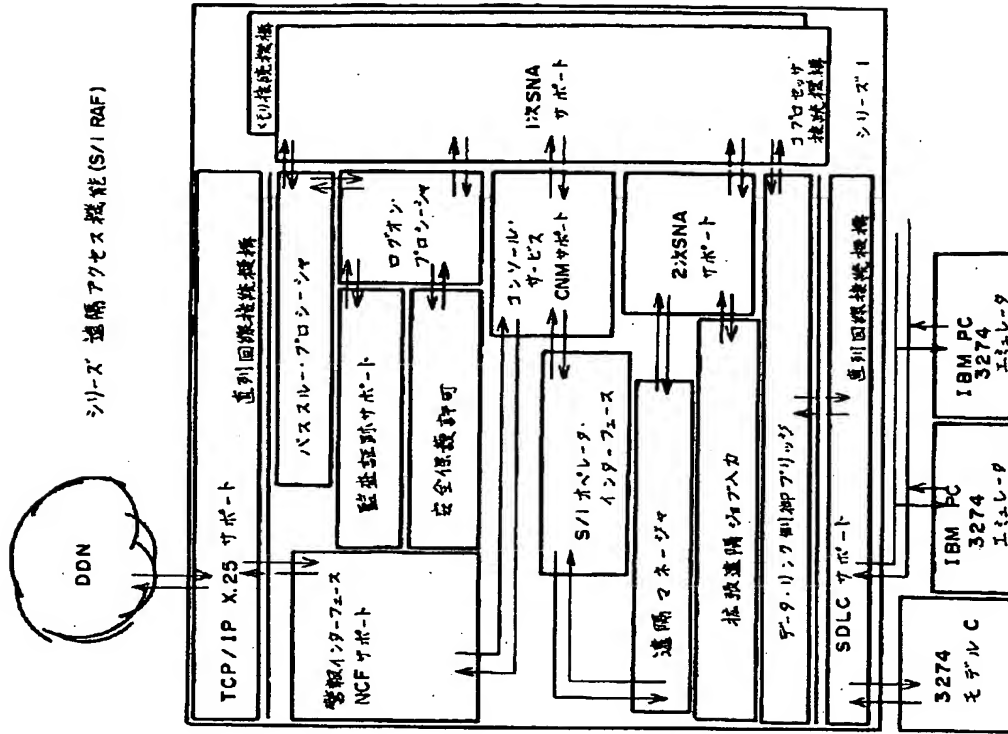 シリーズ 遠隔アクセス機能 (S/I RAF)
DDN
TCP/IP X.25 サポート
直列回線接続機構
パススルー・プロシージャ
ログオン・
プロシージャ
監査証跡サポート
安全保護許可
警報インターフェース
NCF サポート
コンソール・
サービス
CNMサポート
S/I オペレータ・
インターフェース
2次SNA
サポート
遠隔マネージャ
拡張遠隔ジョブ入力
データ・リンク制御ブリッジ
SDLC サポート
直列回線接続機構
1次SNA
サポート
コプロセッサ
接続機構
シリーズ I
3274
モデル C
IBM PC
3274
エミュレータ
IBM PC
3274
エミュレータ